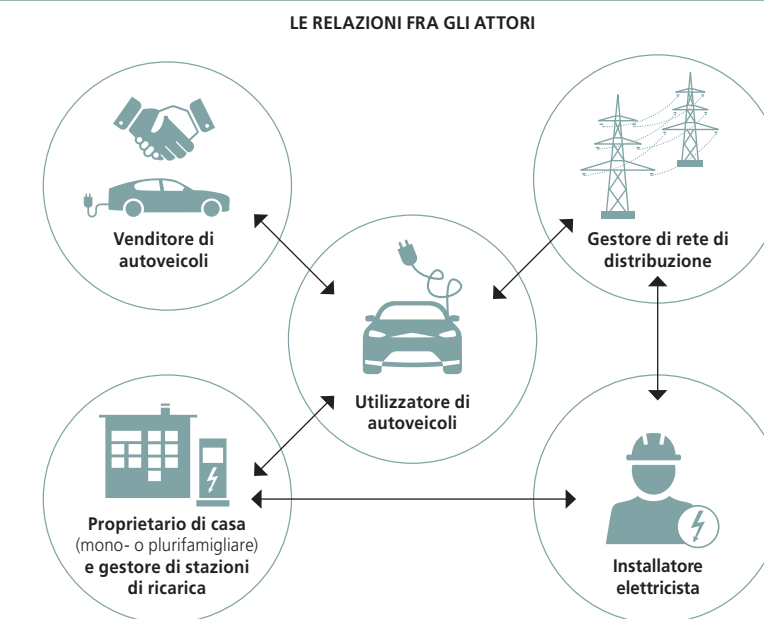 LE RELAZIONI FRA GLI ATTORI
Venditore di
autoveicoli
Gestore di rete di
distribuzione
Utilizzatore di
autoveicoli
Proprietario di casa
(mono- o plurifamigliare)
e gestore di stazioni
di ricarica
Installatore
elettricista